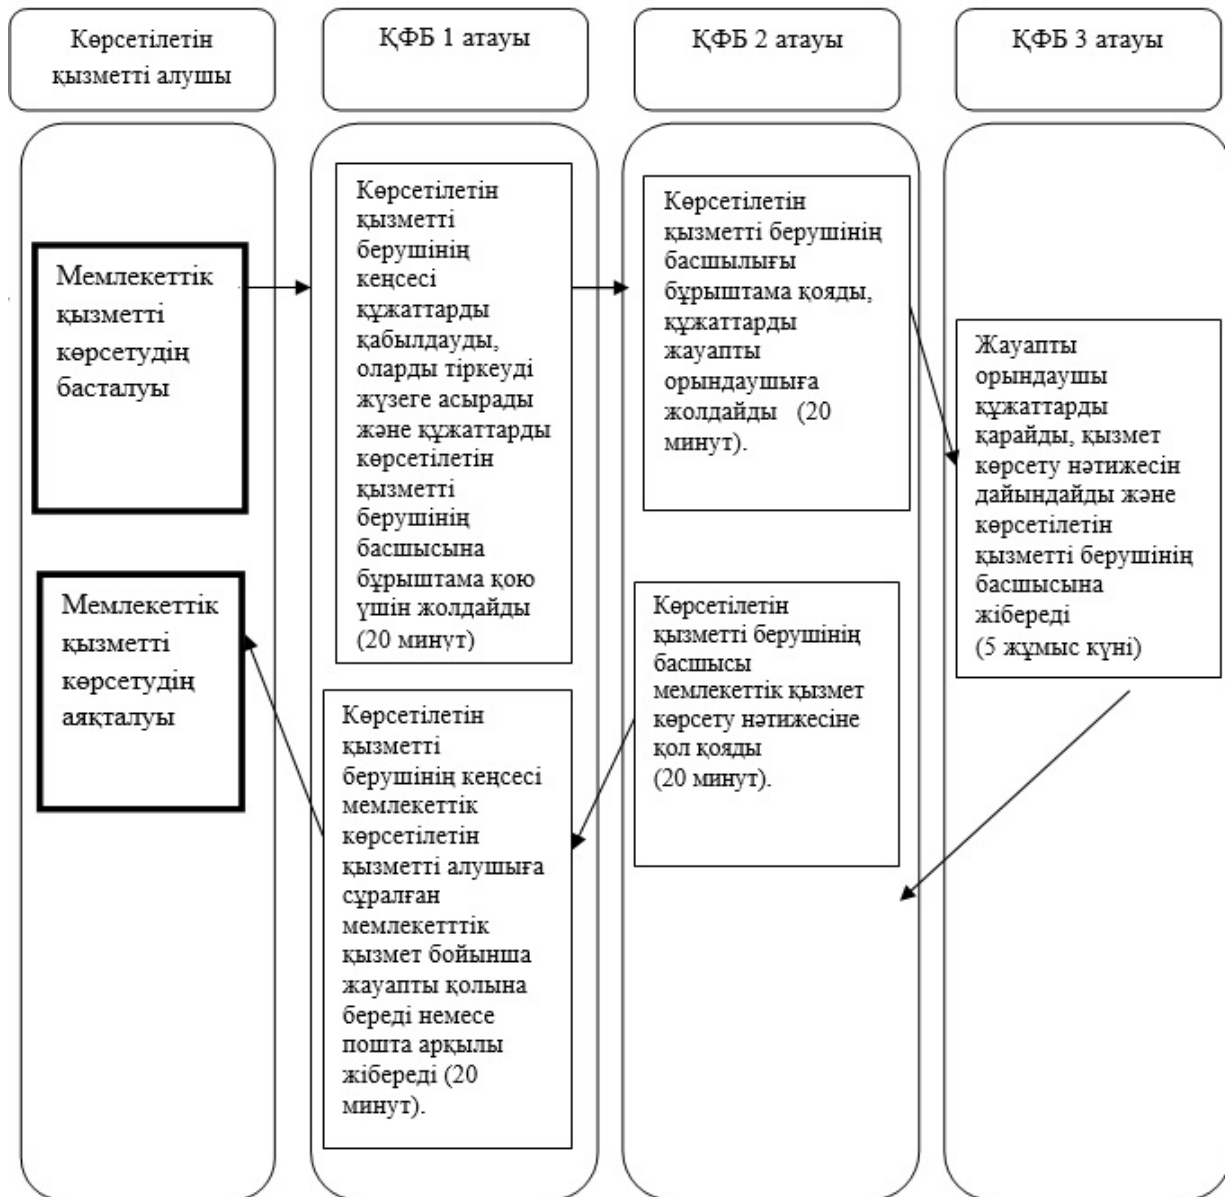 Көрсетілетін
қызметті алушы
ҚФБ 1 атауы
ҚФБ 2 атауы
ҚФБ 3 атауы
Мемлекеттік
қызметті
көрсетудің
басталуы
Көрсетілетін
қызметті
берушінің
кеңсесі
құжаттарды
қабылдауды,
оларды тіркеуді
жүзеге асырады
және құжаттарды
көрсетілетін
қызметті
берушінің
басшысына
бұрыштама қою
үшін жолдайды
(20 минут)
Көрсетілетін
қызметті берушінің
басшылығы
бұрыштама қояды,
құжаттарды
жауапты
орындаушыға
жолдайды (20
минут).
Жауапты
орындаушы
құжаттарды
қарайды, қызмет
көрсету нәтижесін
дайындайды және
көрсетілетін
қызметті берушінің
басшысына
жібереді
(5 жұмыс күні)
Көрсетілетін
қызметті берушінің
басшысы
мемлекеттік қызмет
көрсету нәтижесіне
қол қояды
(20 минут).
Көрсетілетін
қызметті
берушінің кеңсесі
мемлекеттік
көрсетілетін
қызметті алушыға
сұралған
мемлекетттік
қызмет бойынша
жауапты қолына
береді немесе
пошта арқылы
жібереді (20
минут).
Мемлекеттік
қызметті
көрсетудің
аяқталуы